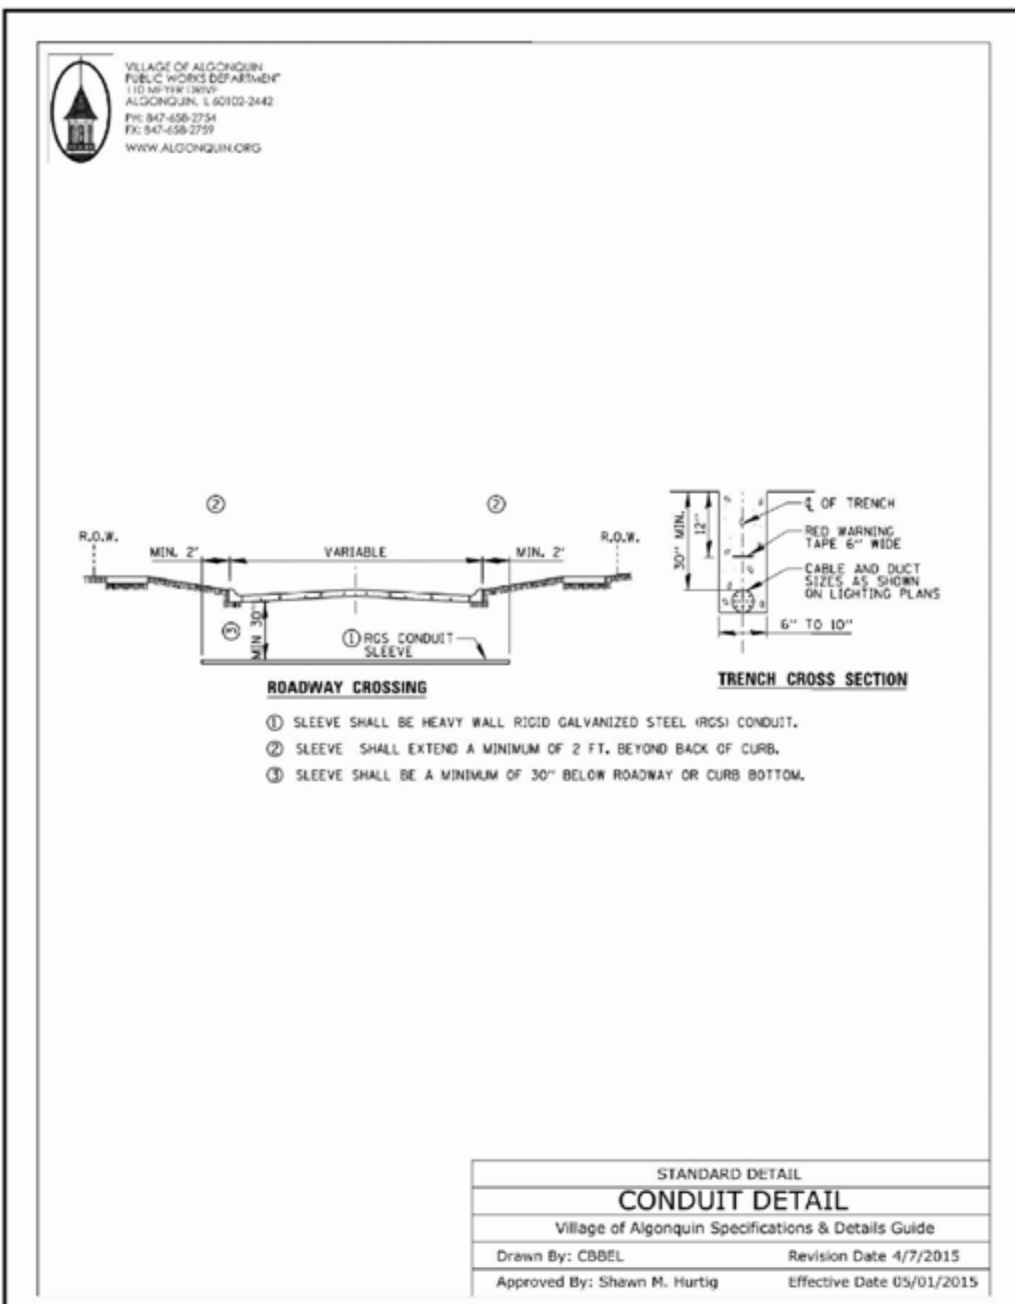 VILLAGE OF ALGONQUIN
PUBLIC WORKS DEPARTMENT
110 MEYER DRIVE
ALGONQUIN, IL 60102-2442
PH: 847-658-2754
FX: 847-658-2759
WWW.ALGONQUIN.ORG
② ②
R.O.W. R.O.W.
MIN. 2' VARIABLE MIN. 2'
③ MIN 30"
① RGS CONDUIT
SLEEVE
ROADWAY CROSSING
30" MIN.
12"
℄ OF TRENCH
RED WARNING
TAPE 6" WIDE
CABLE AND DUCT
SIZES AS SHOWN
ON LIGHTING PLANS
6" TO 10"
TRENCH CROSS SECTION
① SLEEVE SHALL BE HEAVY WALL RIGID GALVANIZED STEEL (RGS) CONDUIT.
② SLEEVE SHALL EXTEND A MINIMUM OF 2 FT. BEYOND BACK OF CURB.
③ SLEEVE SHALL BE A MINIMUM OF 30" BELOW ROADWAY OR CURB BOTTOM.
STANDARD DETAIL
CONDUIT DETAIL
Village of Algonquin Specifications & Details Guide
Drawn By: CBBEL Revision Date 4/7/2015
Approved By: Shawn M. Hurtig Effective Date 05/01/2015